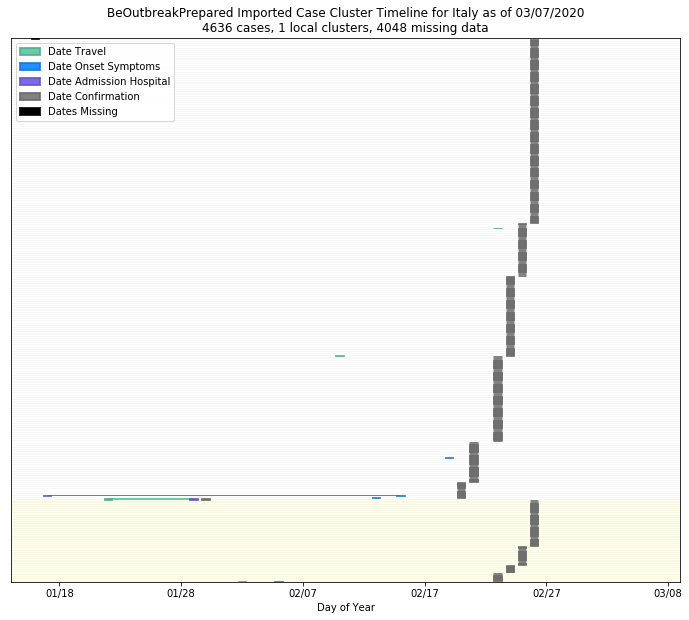 BeOutbreakPrepared Imported Case Cluster Timeline for Italy as of 03/07/2020
4636 cases, 1 local clusters, 4048 missing data
Date Travel
Date Onset Symptoms
Date Admission Hospital
Date Confirmation
Dates Missing
01/18 01/28 02/07 02/17 02/27 03/08
Day of Year